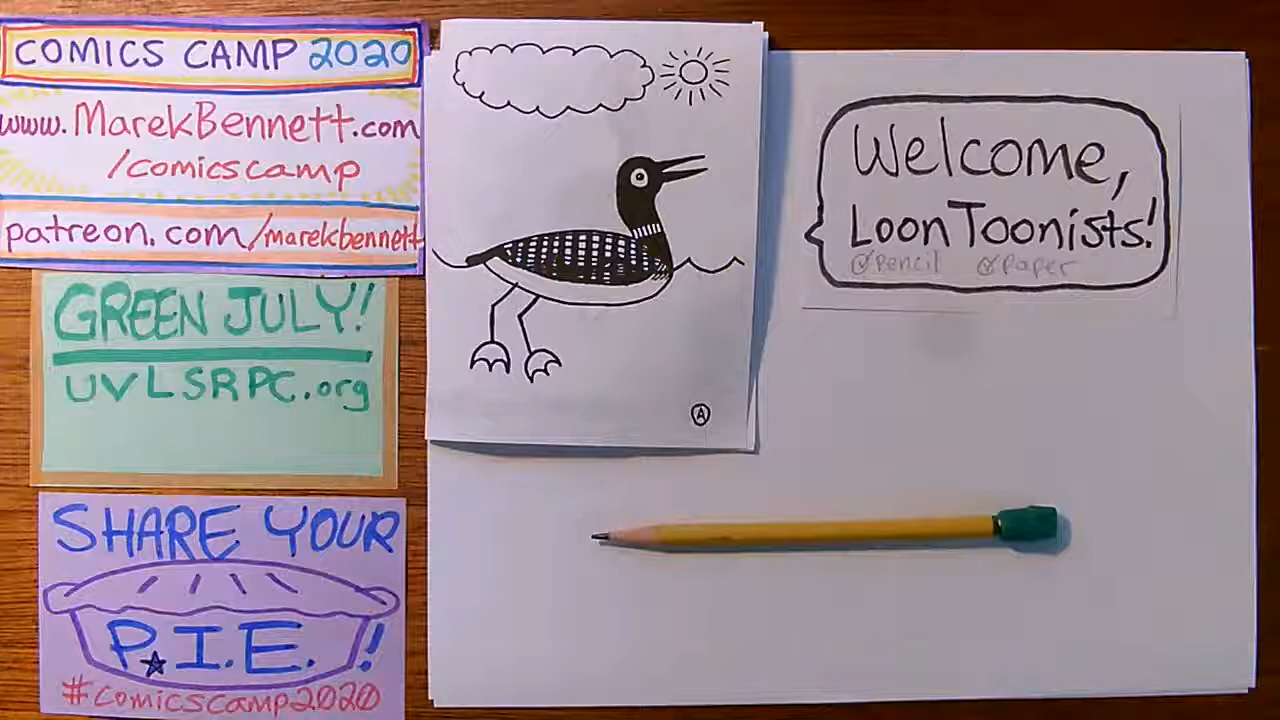 COMICS CAMP 2020
www.MarekBennett.com
/comicscamp
patreon.com/marekbennett
GREEN JULY!
UVLSRPC.org
SHARE YOUR
P.I.E.!
#comicscamp2020
A
Welcome,
LoonToonists!
Pencil Paper